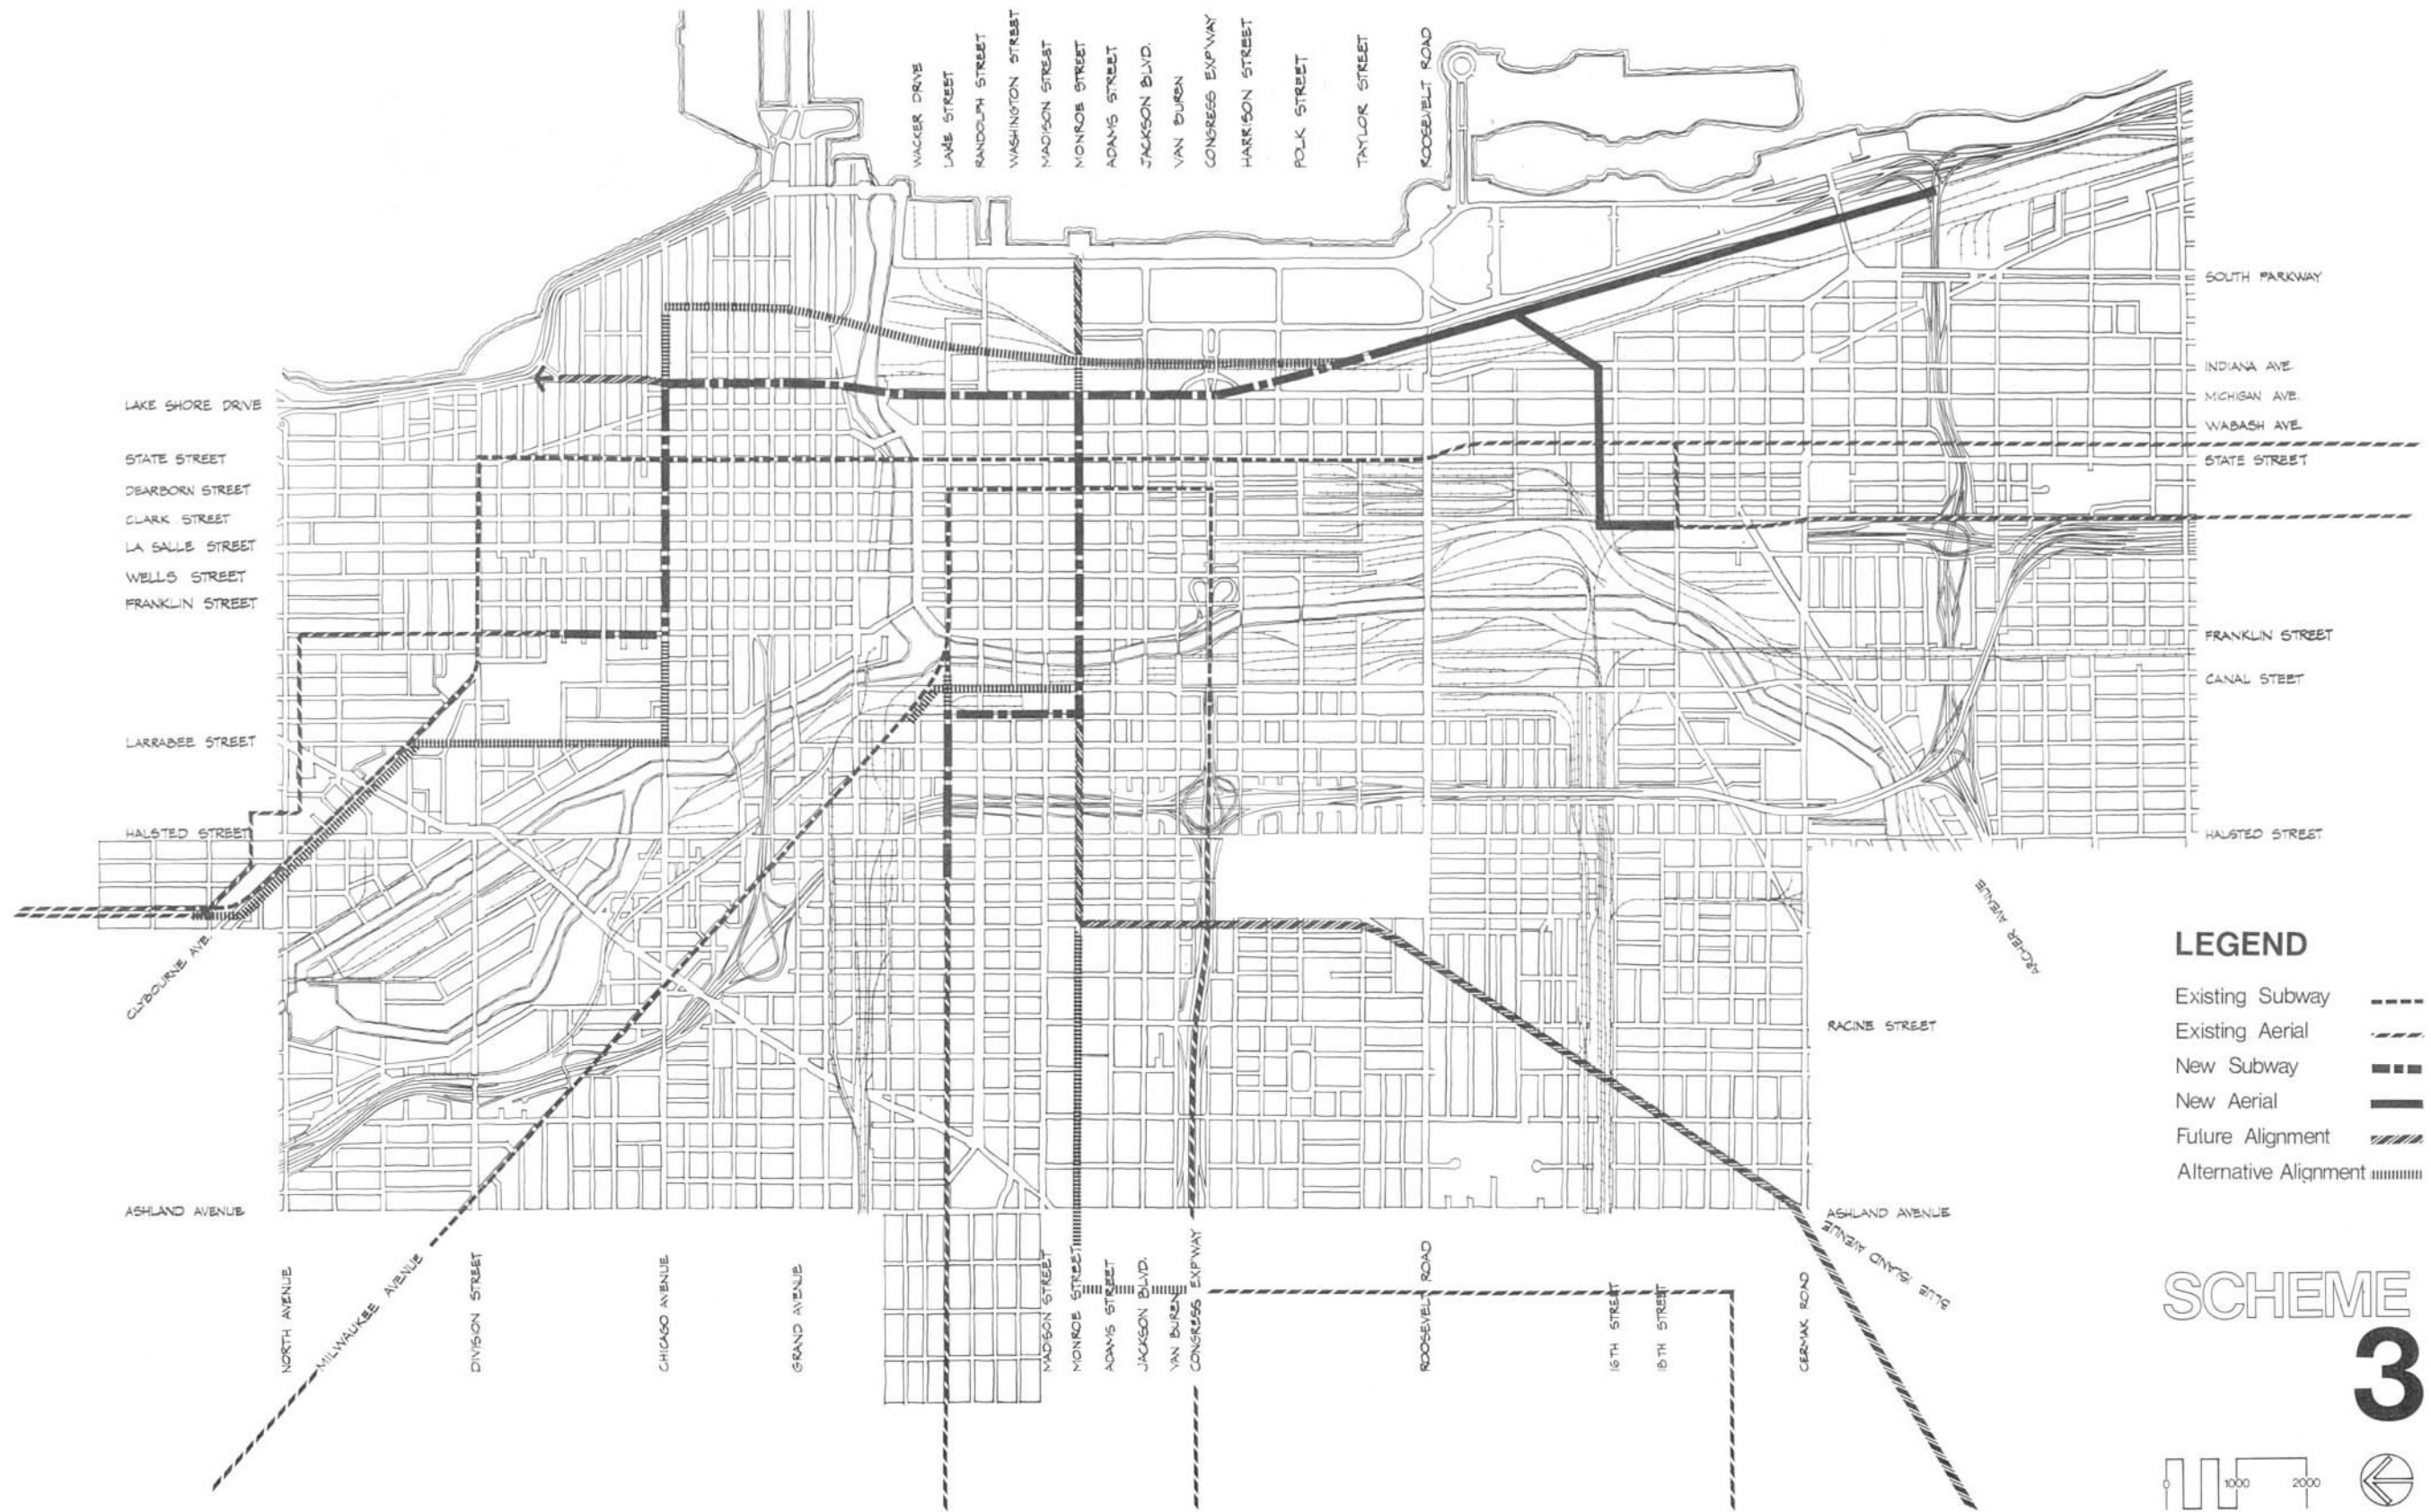 WACKER DRIVE
LAKE STREET
RANDOLPH STREET
WASHINGTON STREET
MADISON STREET
MONROE STREET
ADAMS STREET
JACKSON BLVD.
VAN BUREN
CONGRESS EXPWAY
HARRISON STREET
POLK STREET
TAYLOR STREET
ROOSEVELT ROAD
LAKE SHORE DRIVE
STATE STREET
DEARBORN STREET
CLARK STREET
LA SALLE STREET
WELLS STREET
FRANKLIN STREET
LARRABEE STREET
HALSTED STREET
CLYBOURNE AVE.
ASHLAND AVENUE
SOUTH PARKWAY
INDIANA AVE.
MICHIGAN AVE.
WABASH AVE.
STATE STREET
FRANKLIN STREET
CANAL STEET
HALSTED STREET
ARCHER AVENUE
RACINE STREET
ASHLAND AVENUE
BLUE ISLAND AVENUE
NORTH AVENUE
MILWAUKEE AVENUE
DIVISION STREET
CHICAGO AVENUE
GRAND AVENUE
MADISON STREET
MONROE STREET
ADAMS STREET
JACKSON BLVD.
VAN BUREN
CONGRESS EXPWAY
ROOSEVELT ROAD
16TH STREET
18TH STREET
CERMAK ROAD
LEGEND
Existing Subway
Existing Aerial
New Subway
New Aerial
Future Alignment
Alternative Alignment
SCHEME
3
0 1000 2000